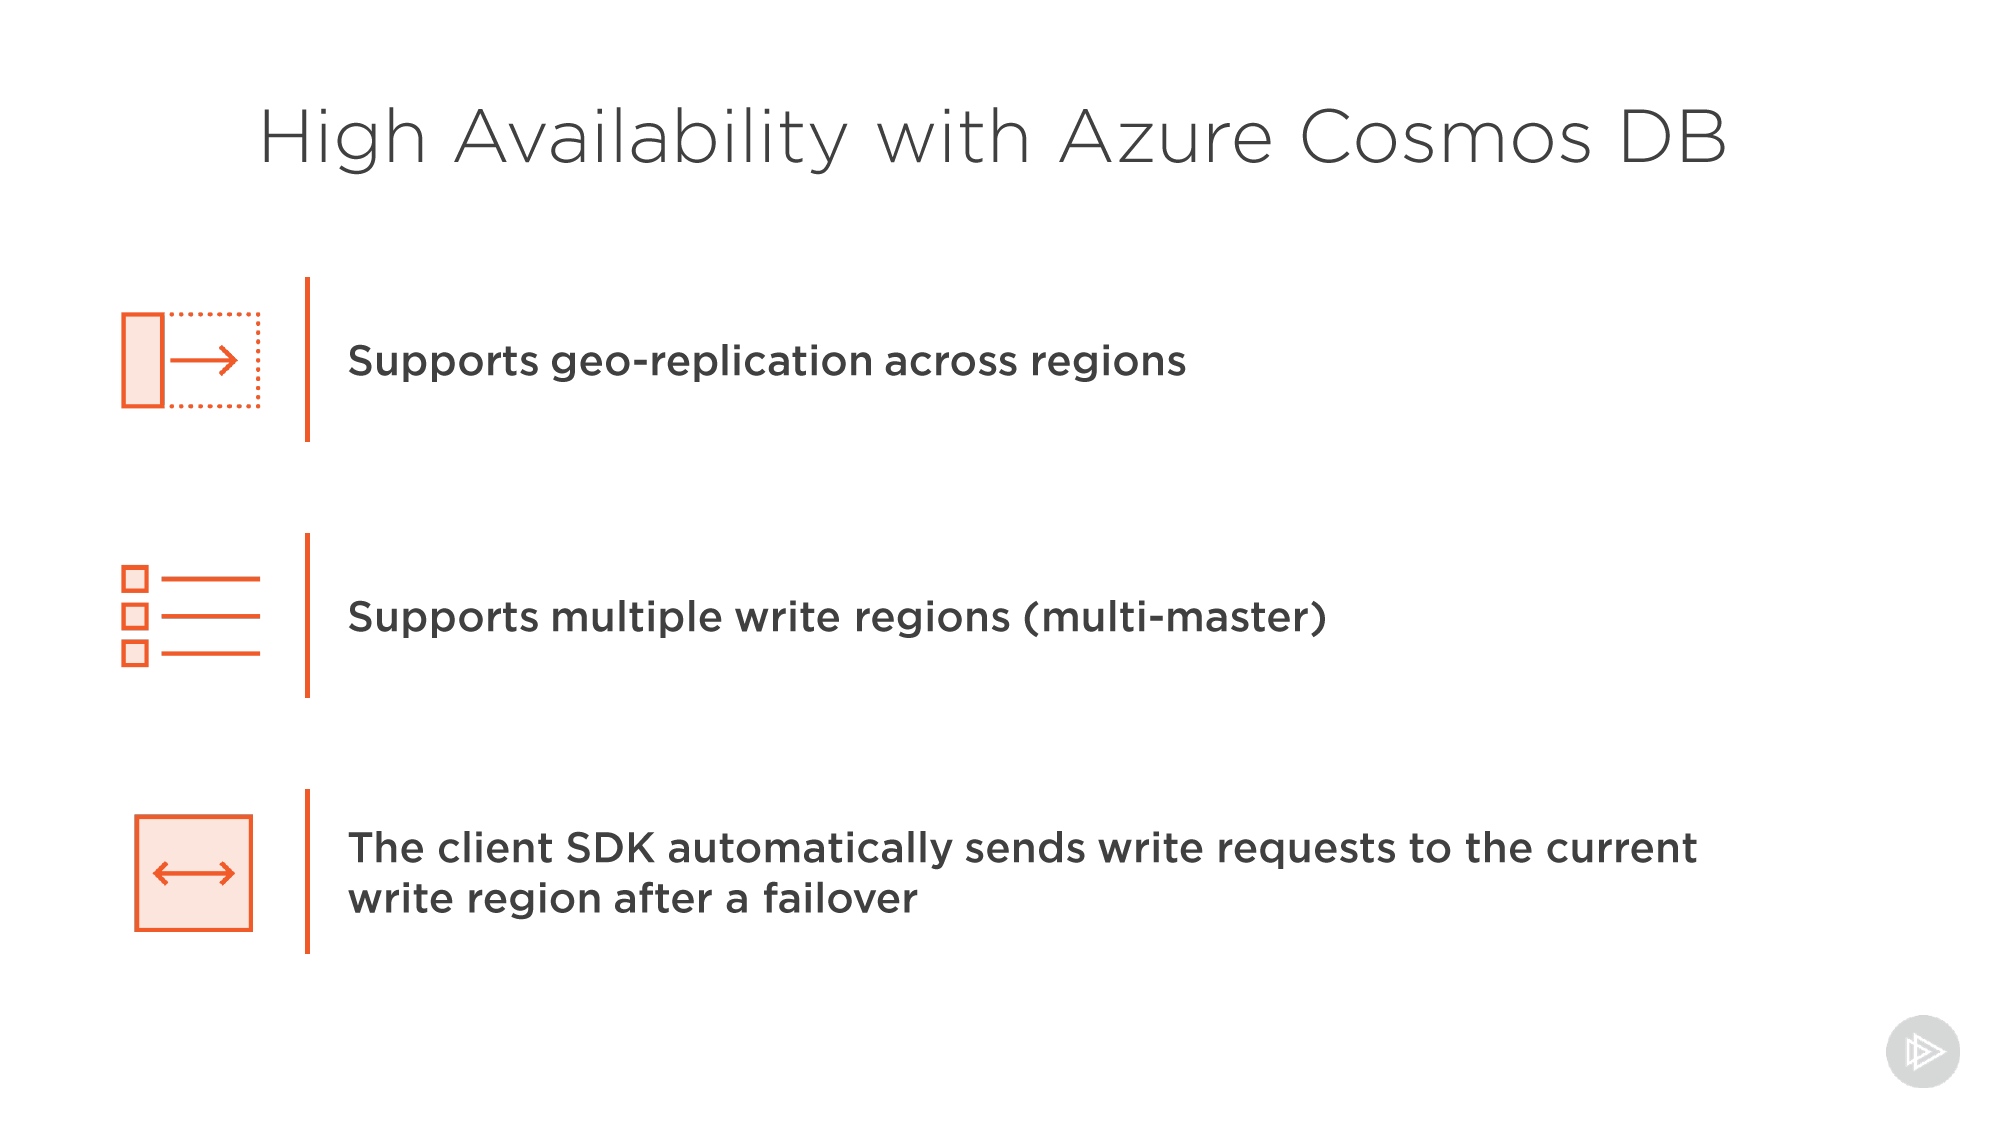 High Availability with Azure Cosmos DB
Supports geo-replication across regions
Supports multiple write regions (multi-master)
The client SDK automatically sends write requests to the current
write region after a failover